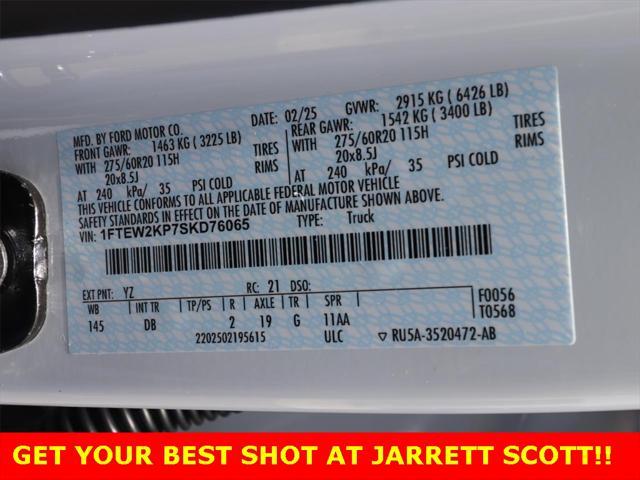 MFD. BY FORD MOTOR CO. DATE: 02/25 GVWR: 2915 KG ( 6426 LB)
FRONT GAWR: 1463 KG ( 3225 LB) REAR GAWR: 1542 KG ( 3400 LB)
WITH 275/60R20 115H TIRES WITH 275/60R20 115H TIRES
20x8.5J RIMS 20x8.5J RIMS
AT 240 kPa/ 35 PSI COLD AT 240 kPa/ 35 PSI COLD
THIS VEHICLE CONFORMS TO ALL APPLICABLE FEDERAL MOTOR VEHICLE
SAFETY STANDARDS IN EFFECT ON THE DATE OF MANUFACTURE SHOWN ABOVE.
VIN: 1FTEW2KP7SKD76065 TYPE: Truck
EXT PNT: YZ RC: 21 DSO:
WB INT TR TP/PS R AXLE TR SPR F0056
145 DB 2 19 G 11AA T0568
2202502195615 ULC ▽ RU5A-3520472-AB
GET YOUR BEST SHOT AT JARRETT SCOTT!!